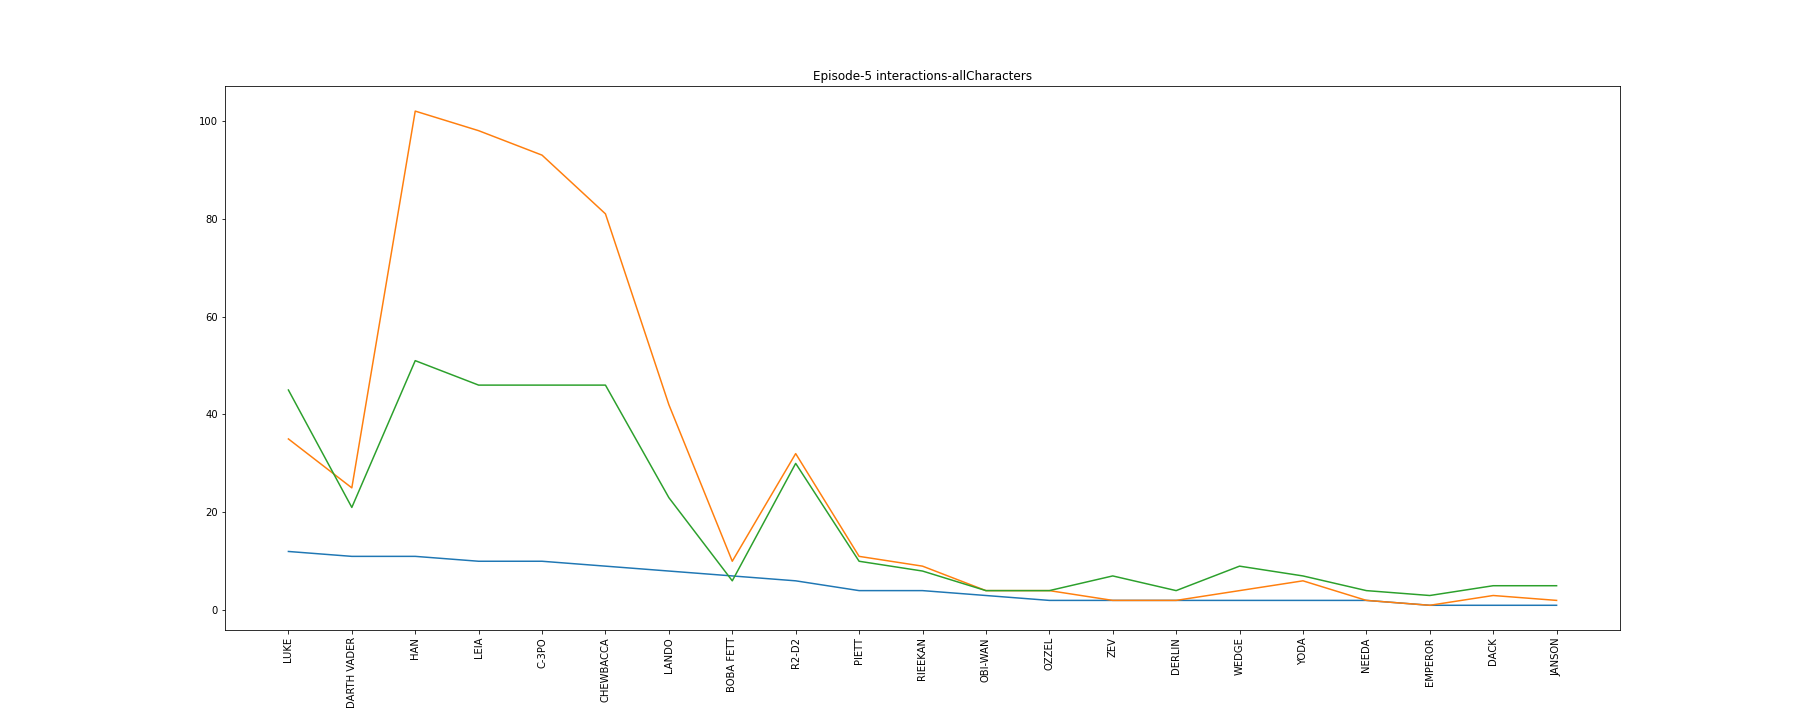 Episode-5 interactions-allCharacters
100
80
60
40
20
0
LUKE
DARTH VADER
HAN
LEIA
C-3PO
CHEWBACCA
LANDO
BOBA FETT
R2-D2
PIETT
RIEEKAN
OBI-WAN
OZZEL
ZEV
DERLIN
WEDGE
YODA
NEEDA
EMPEROR
DACK
JANSON